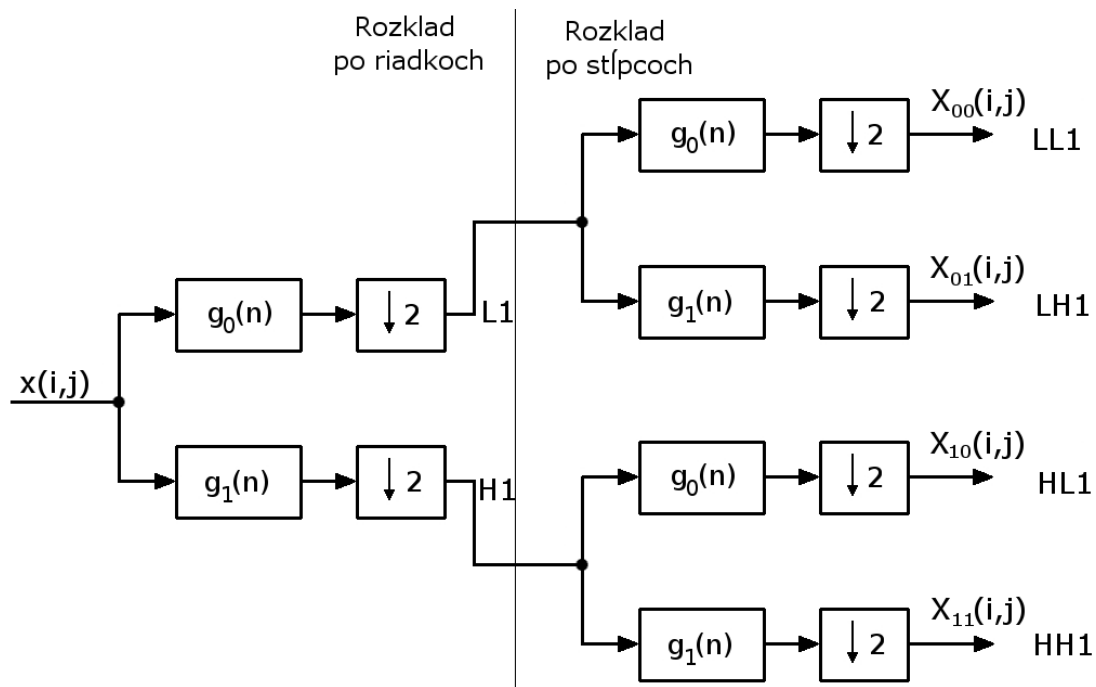 Rozklad
po riadkoch
Rozklad
po stĺpcoch
g₀(n)
↓ 2
X₀₀(i,j)
LL1
g₁(n)
↓ 2
X₀₁(i,j)
LH1
g₀(n)
↓ 2
L1
x(i,j)
g₁(n)
↓ 2
H1
g₀(n)
↓ 2
X₁₀(i,j)
HL1
g₁(n)
↓ 2
X₁₁(i,j)
HH1